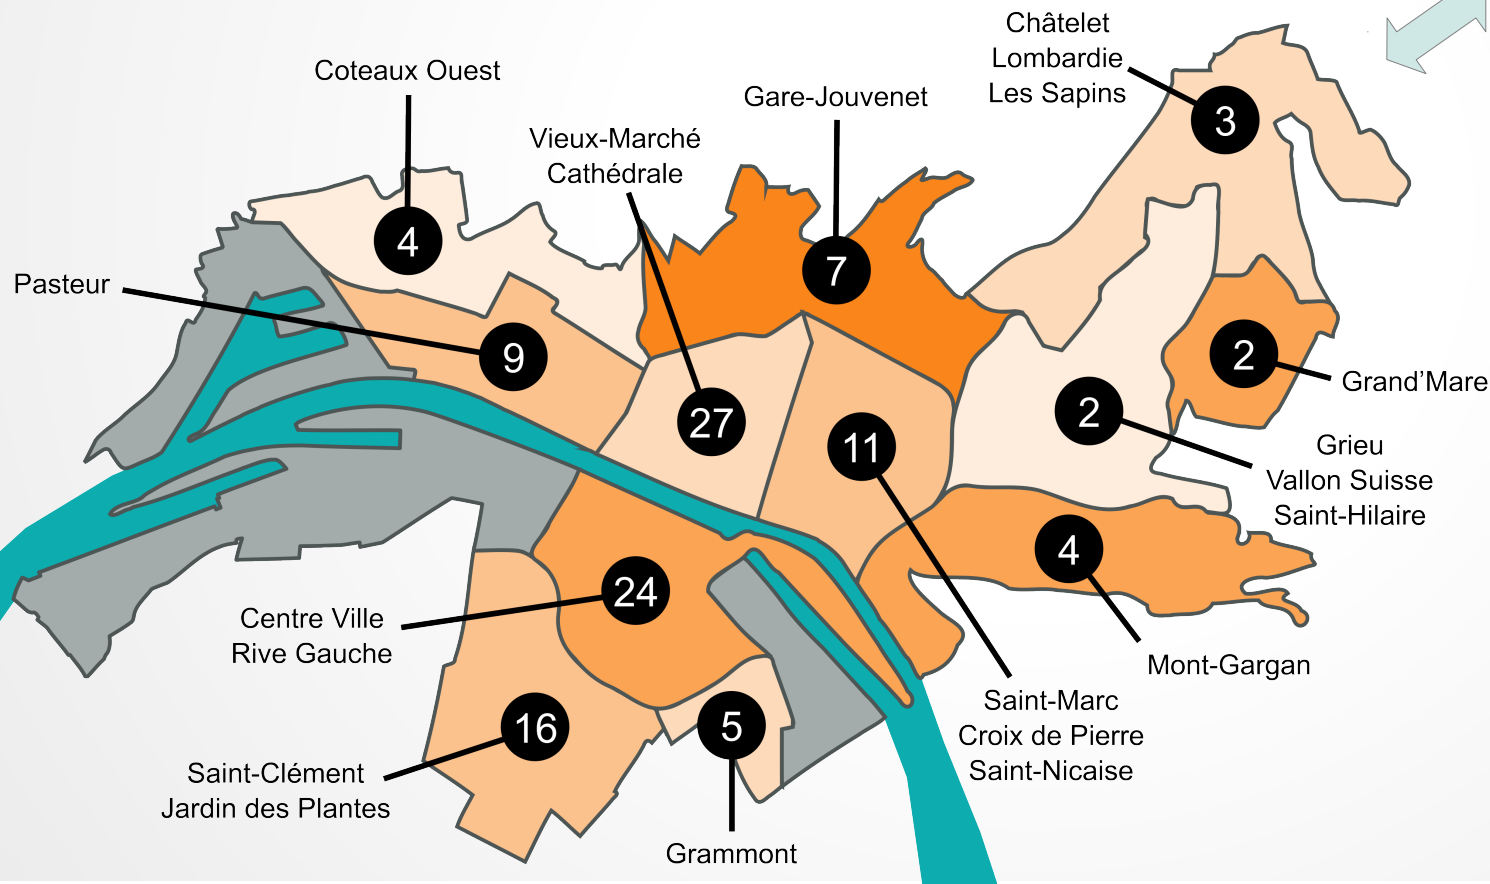 Châtelet
Lombardie
Les Sapins
3
Coteaux Ouest
4
Gare-Jouvenet
7
Vieux-Marché
Cathédrale
27
Pasteur
9
2
Grand'Mare
2
Grieu
Vallon Suisse
Saint-Hilaire
11
Saint-Marc
Croix de Pierre
Saint-Nicaise
4
Mont-Gargan
24
Centre Ville
Rive Gauche
16
Saint-Clément
Jardin des Plantes
5
Grammont